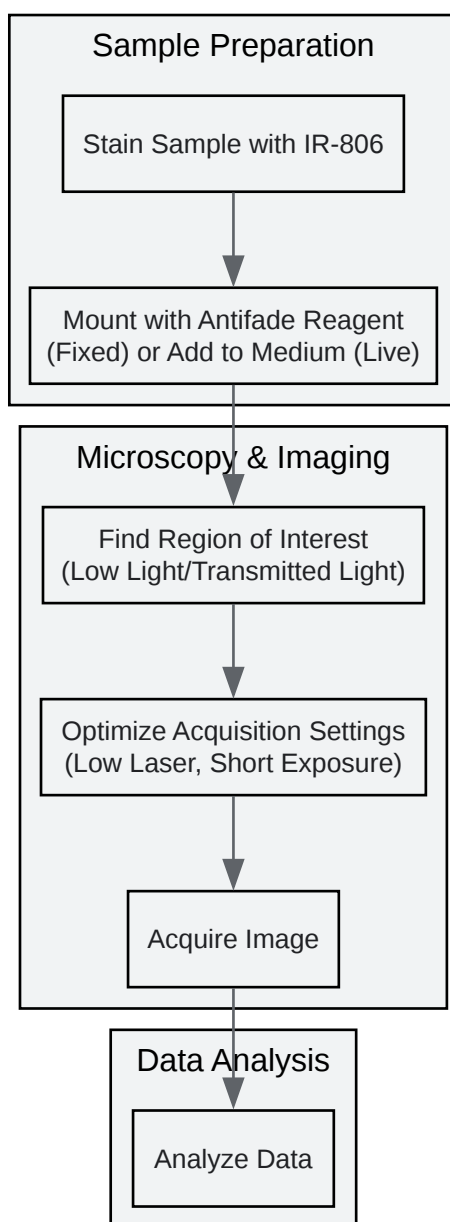 Sample Preparation
Stain Sample with IR-806
Mount with Antifade Reagent
(Fixed) or Add to Medium (Live)
Microscopy & Imaging
Find Region of Interest
(Low Light/Transmitted Light)
Optimize Acquisition Settings
(Low Laser, Short Exposure)
Acquire Image
Data Analysis
Analyze Data